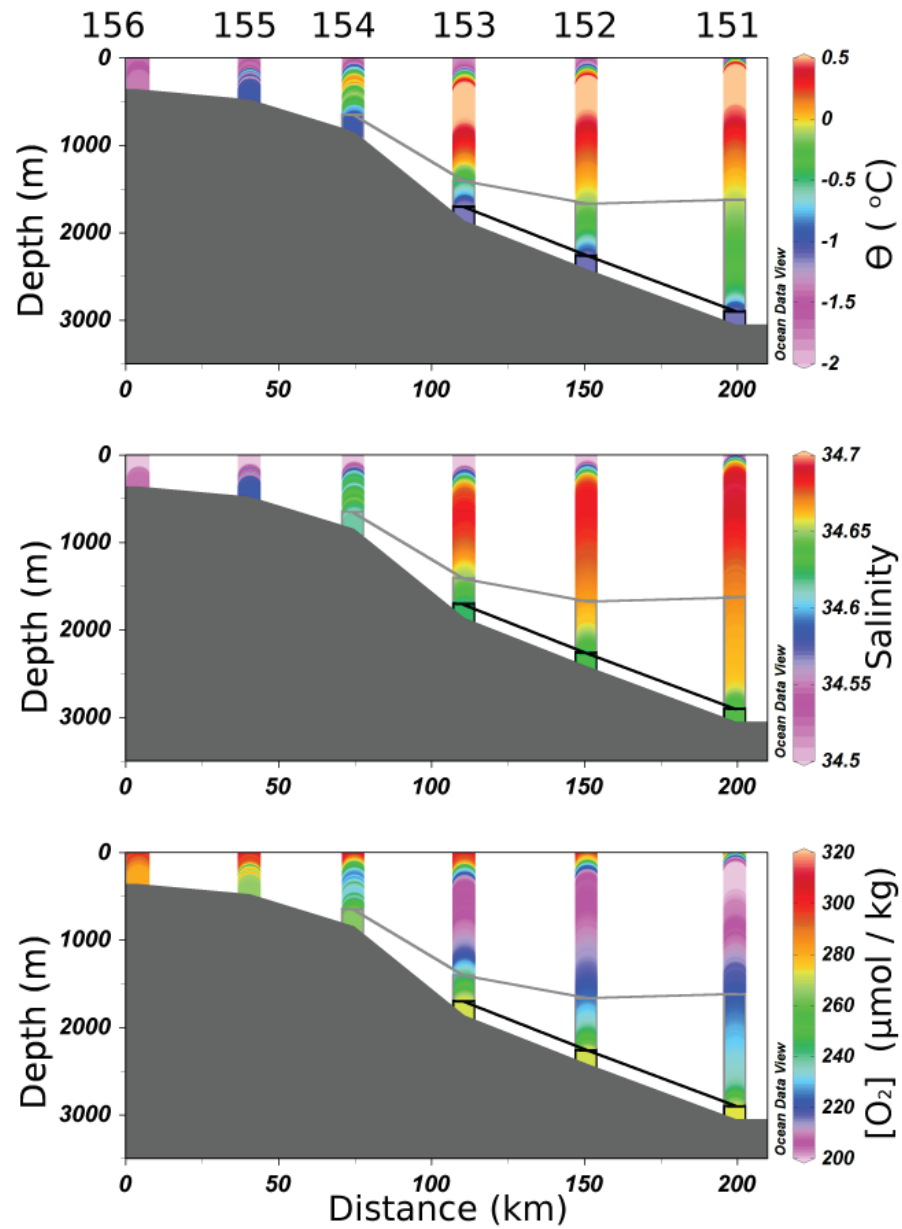 156 155 154 153 152 151
0
1000
2000
3000
Depth (m)
0 50 100 150 200
Ocean Data View
0.5
0
-0.5
-1
-1.5
-2
Θ ( °C)
0
1000
2000
3000
Depth (m)
0 50 100 150 200
Ocean Data View
34.7
34.65
34.6
34.55
34.5
Salinity
0
1000
2000
3000
Depth (m)
0 50 100 150 200
Distance (km)
Ocean Data View
320
300
280
260
240
220
200
[O₂] (μmol / kg)